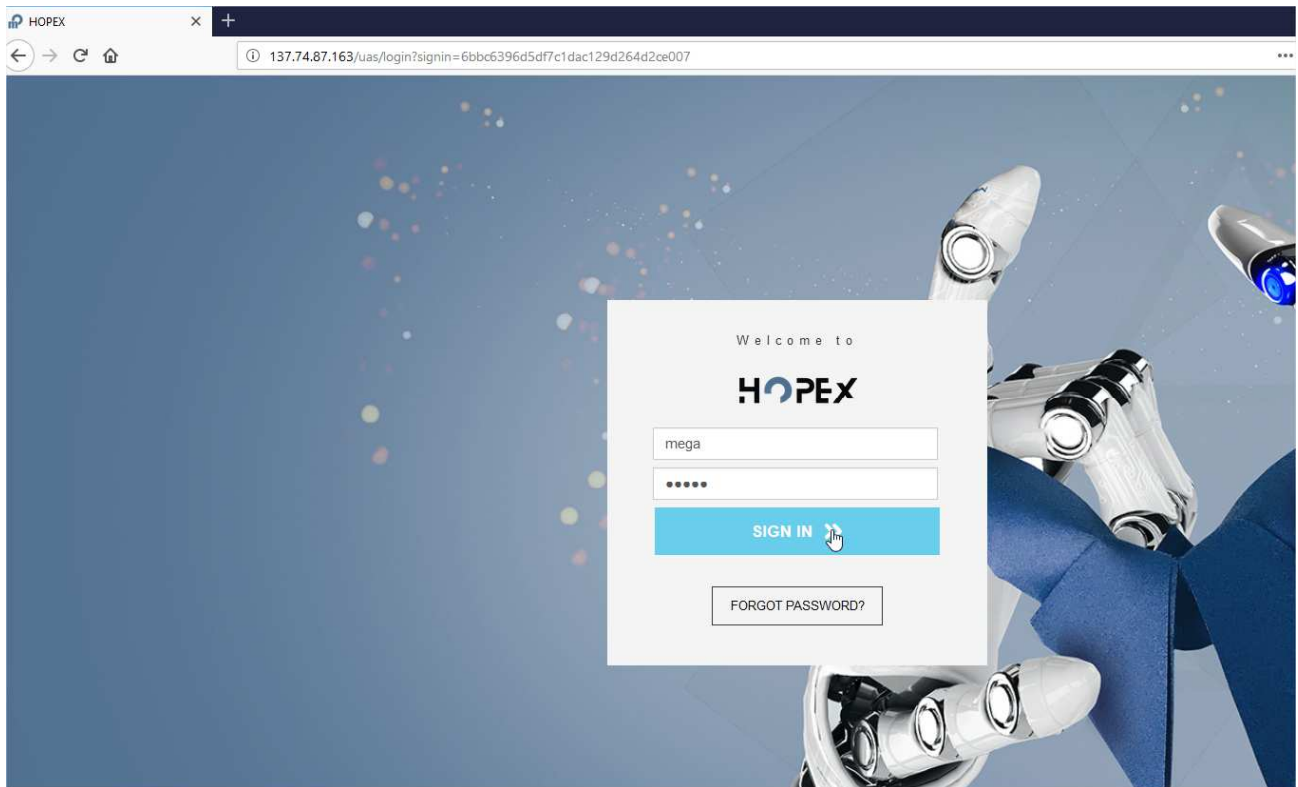 HOPEX
137.74.87.163/uas/login?signin=6bbc6396d5df7c1dac129d264d2ce007
Welcome to
HOPEX
mega
•••••
SIGN IN
FORGOT PASSWORD?